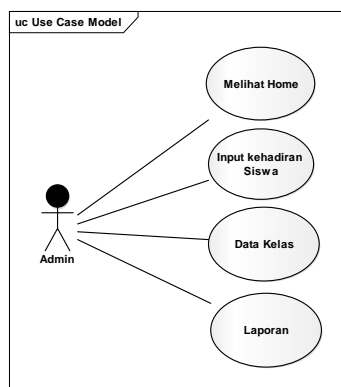 uc Use Case Model
Melihat Home
Input kehadiran
Siswa
Admin
Data Kelas
Laporan